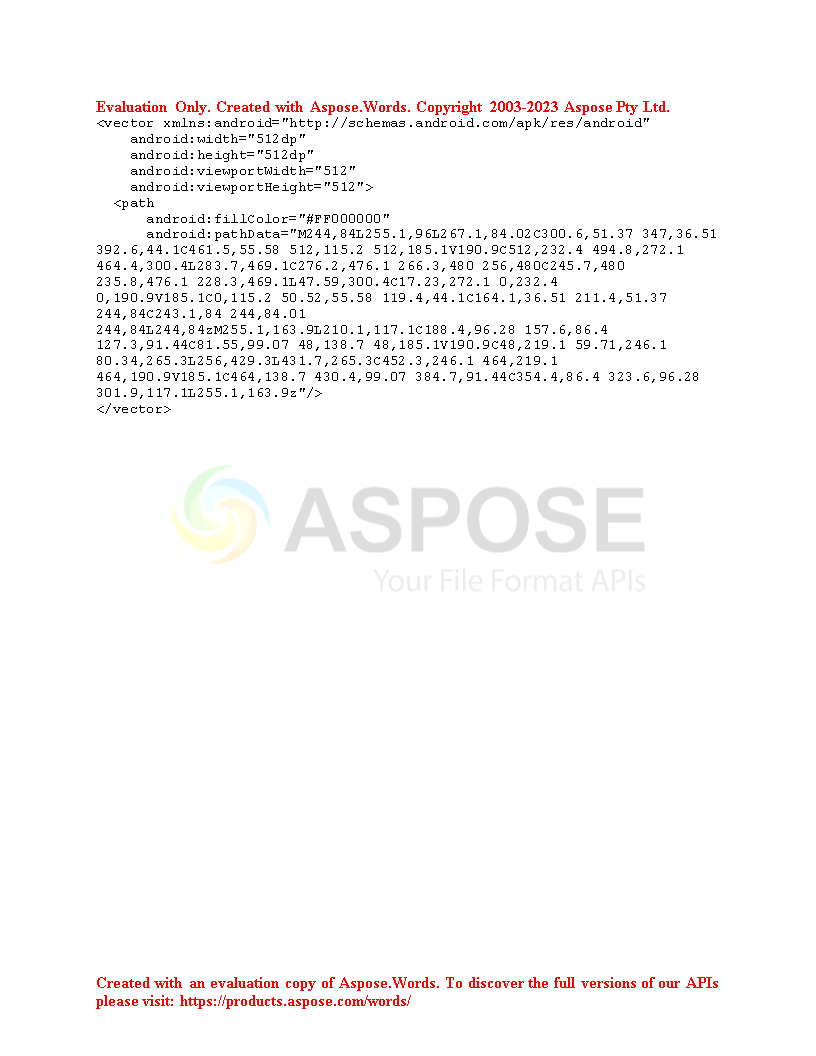 Evaluation Only. Created with Aspose.Words. Copyright 2003-2023 Aspose Pty Ltd.
<vector xmlns:android="http://schemas.android.com/apk/res/android"
    android:width="512dp"
    android:height="512dp"
    android:viewportWidth="512"
    android:viewportHeight="512">
  <path
      android:fillColor="#FF000000"
      android:pathData="M244,84L255.1,96L267.1,84.02C300.6,51.37 347,36.51
392.6,44.1C461.5,55.58 512,115.2 512,185.1V190.9C512,232.4 494.8,272.1
464.4,300.4L283.7,469.1C276.2,476.1 266.3,480 256,480C245.7,480
235.8,476.1 228.3,469.1L47.59,300.4C17.23,272.1 0,232.4
0,190.9V185.1C0,115.2 50.52,55.58 119.4,44.1C164.1,36.51 211.4,51.37
244,84C243.1,84 244,84.01
244,84L244,84zM255.1,163.9L210.1,117.1C188.4,96.28 157.6,86.4
127.3,91.44C81.55,99.07 48,138.7 48,185.1V190.9C48,219.1 59.71,246.1
80.34,265.3L256,429.3L431.7,265.3C452.3,246.1 464,219.1
464,190.9V185.1C464,138.7 430.4,99.07 384.7,91.44C354.4,86.4 323.6,96.28
301.9,117.1L255.1,163.9z"/>
</vector>
ASPOSE
Your File Format APIs
Created with an evaluation copy of Aspose.Words. To discover the full versions of our APIs
please visit: https://products.aspose.com/words/